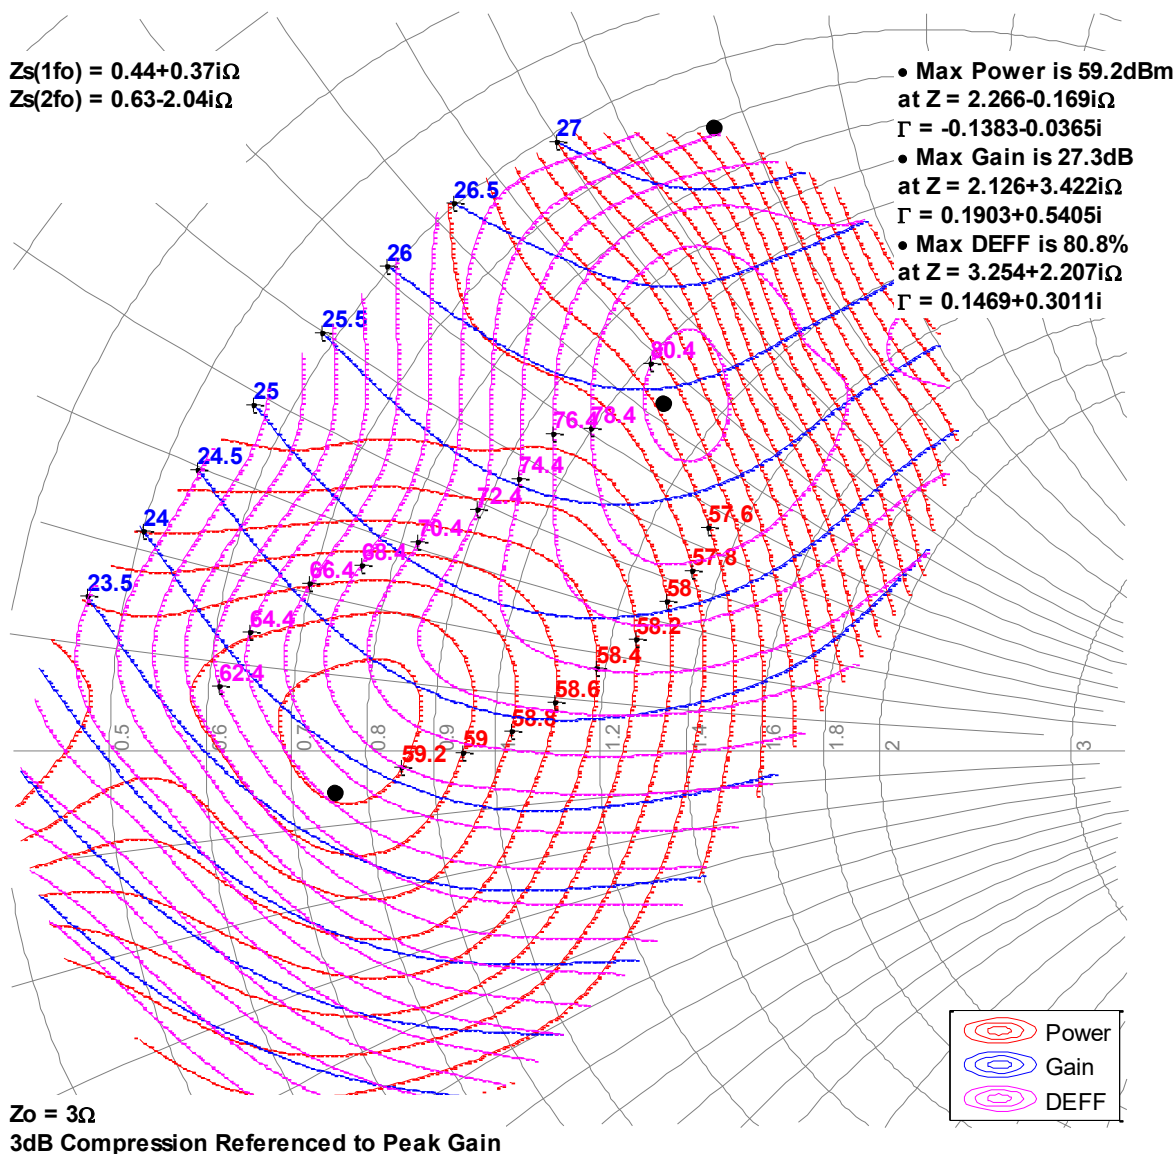 Zs(1fo) = 0.44+0.37iΩ
Zs(2fo) = 0.63-2.04iΩ
• Max Power is 59.2dBm
at Z = 2.266-0.169iΩ
Γ = -0.1383-0.0365i
• Max Gain is 27.3dB
at Z = 2.126+3.422iΩ
Γ = 0.1903+0.5405i
• Max DEFF is 80.8%
at Z = 3.254+2.207iΩ
Γ = 0.1469+0.3011i
27
26.5
26
25.5
25
24.5
24
23.5
80.4
78.4
76.4
74.4
72.4
70.4
68.4
66.4
64.4
62.4
57.6
57.8
58
58.2
58.4
58.6
58.8
59
59.2
0.5
0.6
0.7
0.8
0.9
1.2
1.4
1.6
1.8
2
3
Power
Gain
DEFF
Zo = 3Ω
3dB Compression Referenced to Peak Gain